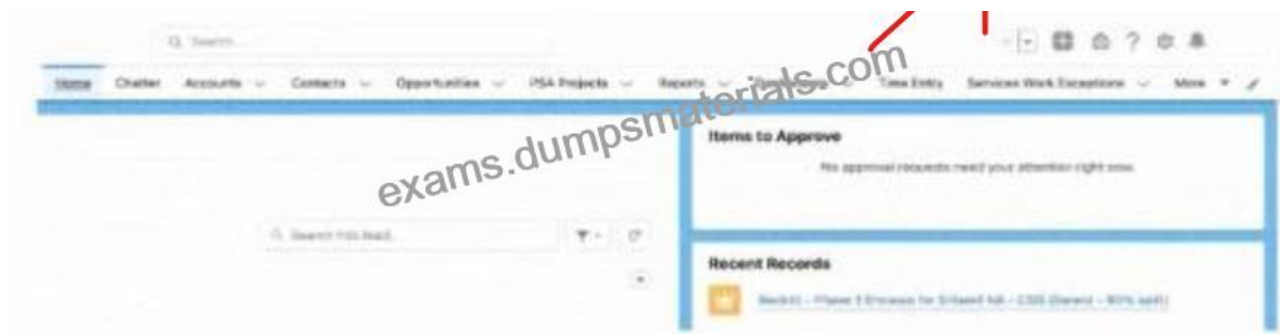 Search...
Home Chatter Accounts Contacts Opportunities PSA Projects Reports Time Entry Services Work Exceptions More
exams.dumpsmaterials.com
Items to Approve
No approval requests need your attention right now.
Search this feed...
Recent Records